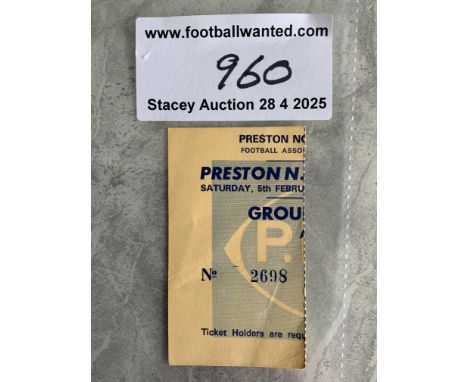 www.footballwanted.com
960
Stacey Auction 28 4 2025
PRESTON NO
FOOTBALL ASSO
PRESTON N.
SATURDAY, 5th FEBRU
GROU
A
P.
Nº 2698
Ticket Holders are requ